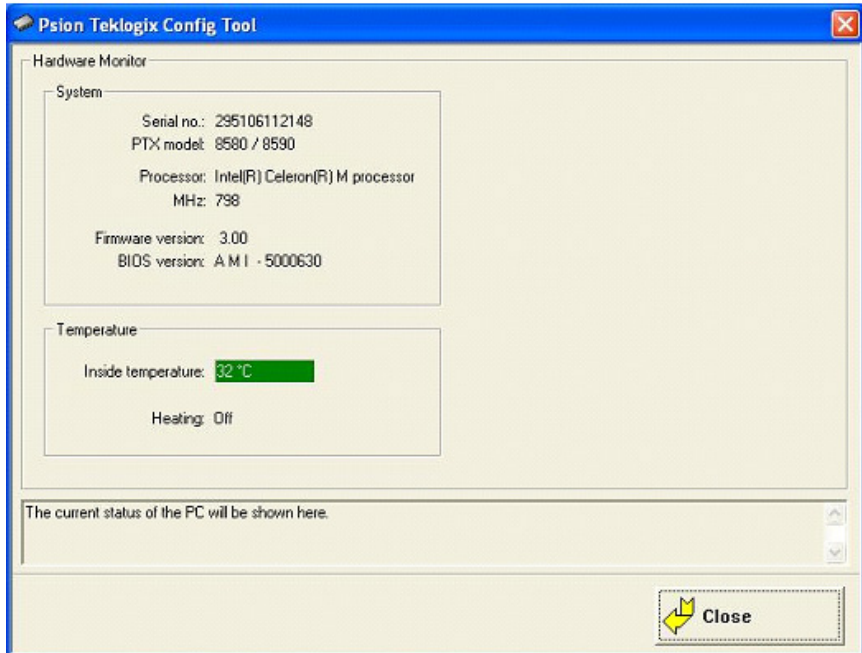 Psion Teklogix Config Tool
Hardware Monitor
System
Serial no.: 295106112148
PTX model: 8580 / 8590
Processor: Intel(R) Celeron(R) M processor
MHz: 798
Firmware version: 3.00
BIOS version: A M I - 5000630
Temperature
Inside temperature: 32 °C
Heating: Off
The current status of the PC will be shown here.
Close